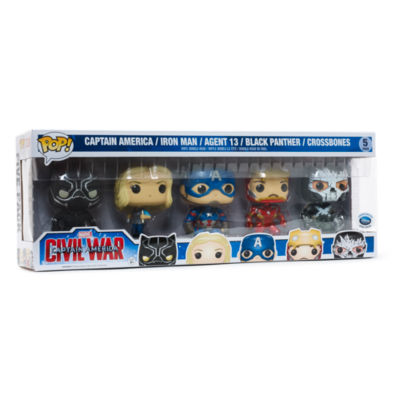 POP!
CAPTAIN AMERICA / IRON MAN / AGENT 13 / BLACK PANTHER / CROSSBONES
5
MARVEL
CIVIL WAR
CAPTAIN AMERICA